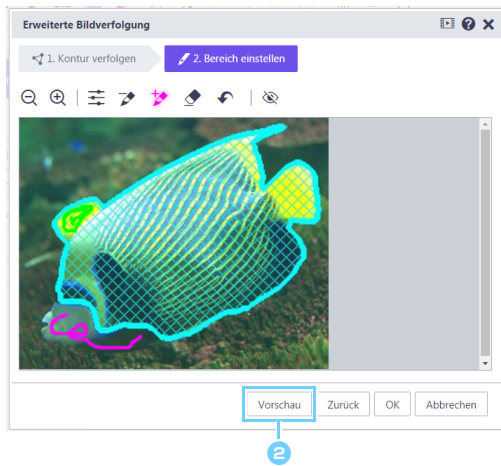 Erweiterte Bildverfolgung
1. Kontur verfolgen
2. Bereich einstellen
Vorschau
Zurück
OK
Abbrechen
2